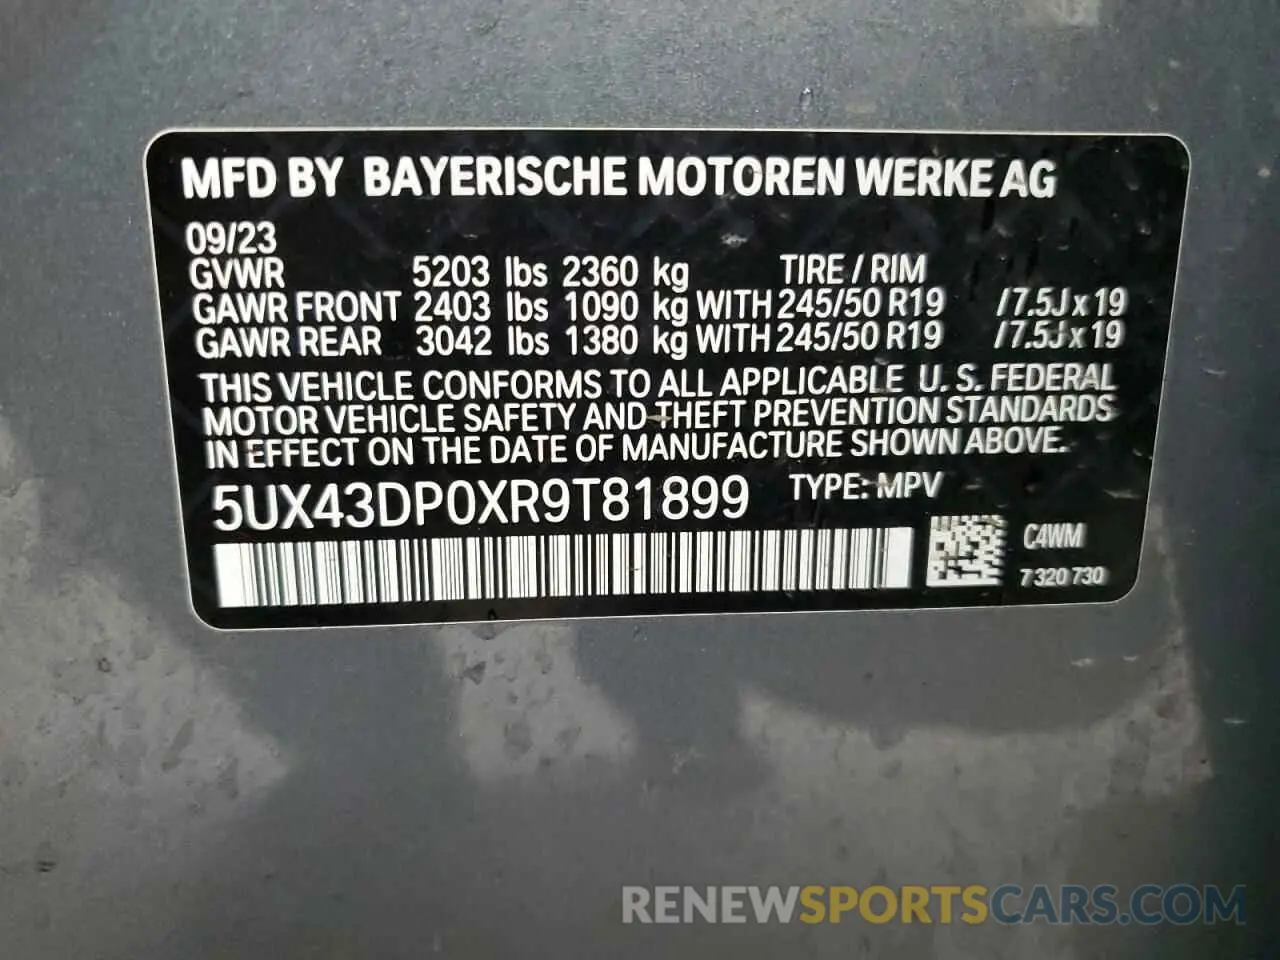 MFD BY BAYERISCHE MOTOREN WERKE AG
09/23
GVWR 5203 lbs 2360 kg TIRE / RIM
GAWR FRONT 2403 lbs 1090 kg WITH 245/50 R19 /7.5J x 19
GAWR REAR 3042 lbs 1380 kg WITH 245/50 R19 /7.5J x 19
THIS VEHICLE CONFORMS TO ALL APPLICABLE U. S. FEDERAL
MOTOR VEHICLE SAFETY AND THEFT PREVENTION STANDARDS
IN EFFECT ON THE DATE OF MANUFACTURE SHOWN ABOVE.
5UX43DP0XR9T81899 TYPE: MPV
C4WM
7 320 730
RENEWSPORTSCARS.COM